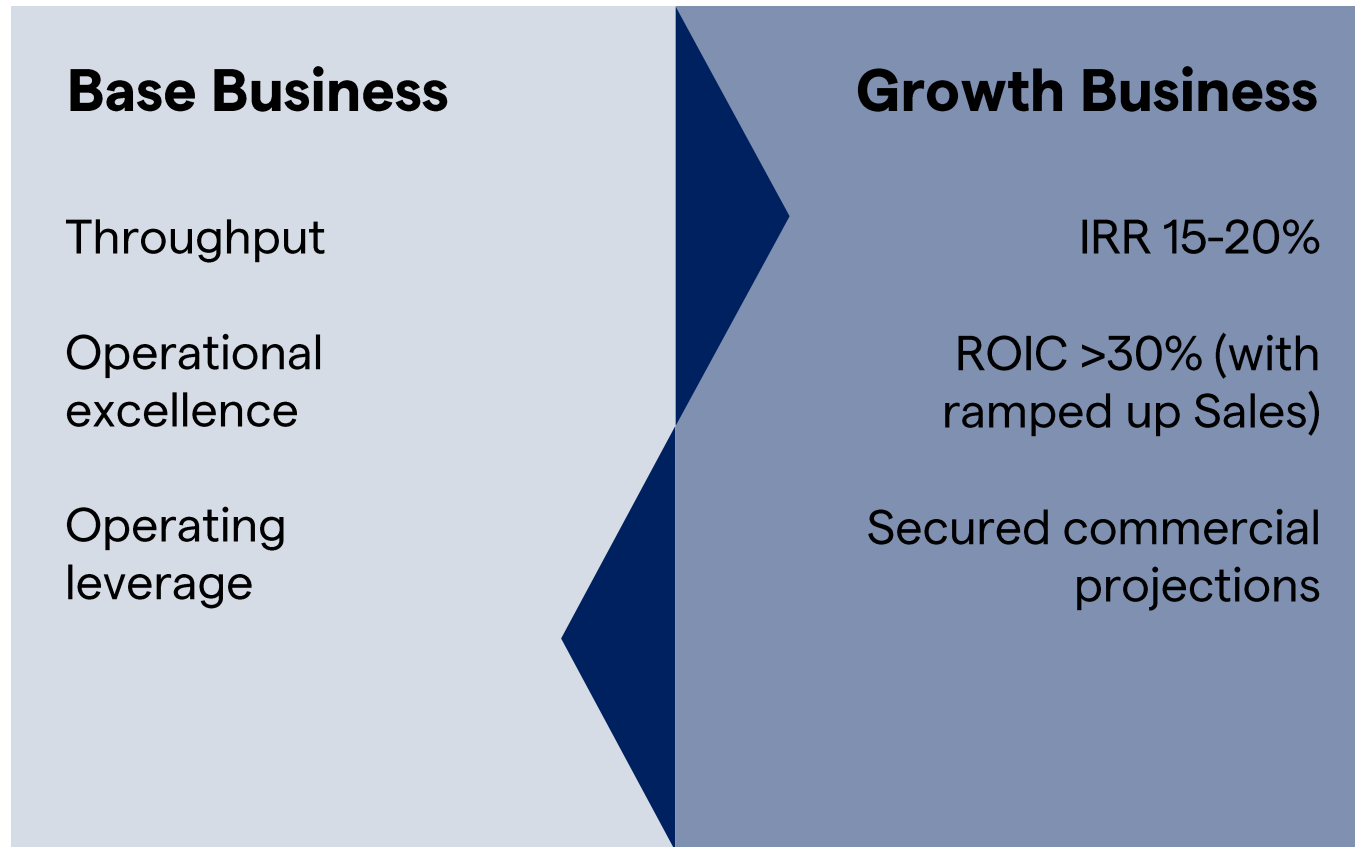 Base Business
Throughput
Operational
excellence
Operating
leverage
Growth Business
IRR 15-20%
ROIC >30% (with
ramped up Sales)
Secured commercial
projections